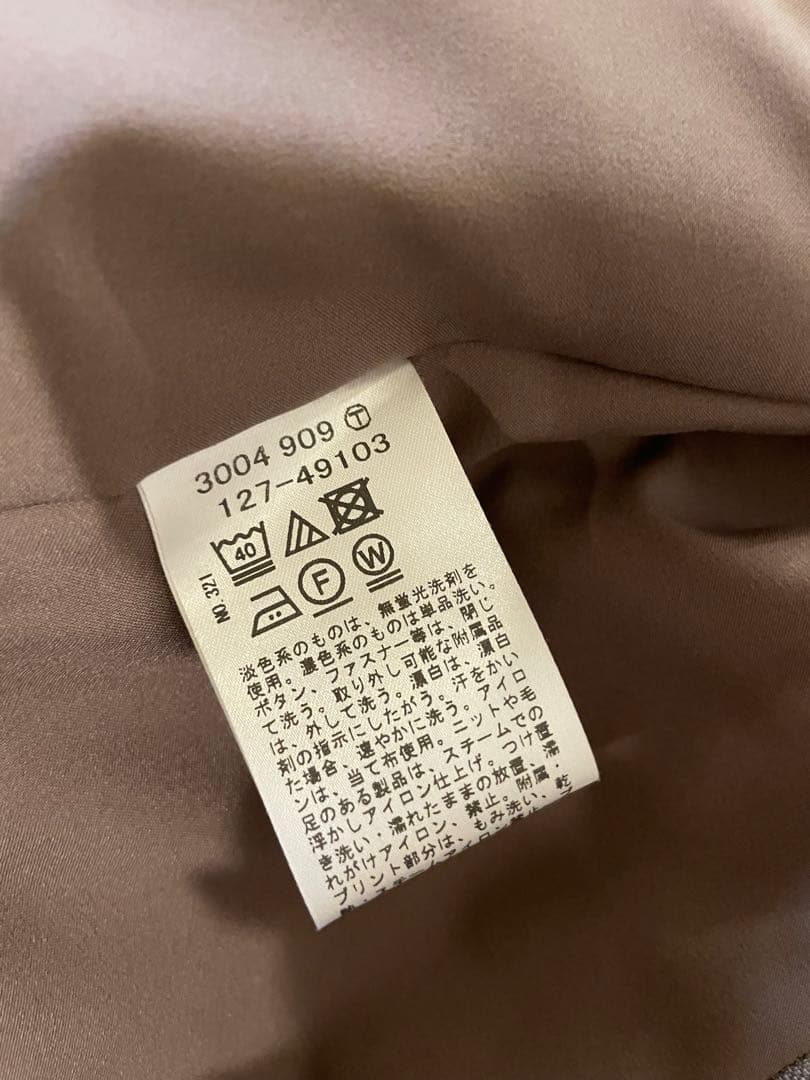 3004 909 Ⓣ
127-49103
40
F W
NO. 321
淡色系のものは、無蛍光洗剤を
使用。濃色系のものは単品洗い。
ボタン、ファスナー等は、閉じ
て洗う。取り外し可能な附属品
は、外して洗う。漂白は、漂白
剤の指示にしたがう。汗をかい
た場合、速やかに洗う。アイロ
ンは、当て布使用。ニットや毛
足のある製品は、スチームでの
浮かしアイロン仕上げ。つけ置
き洗い・濡れたままの放置・濡
れがけアイロン、禁止。附属・
プリント部分は、もみ洗い、乾